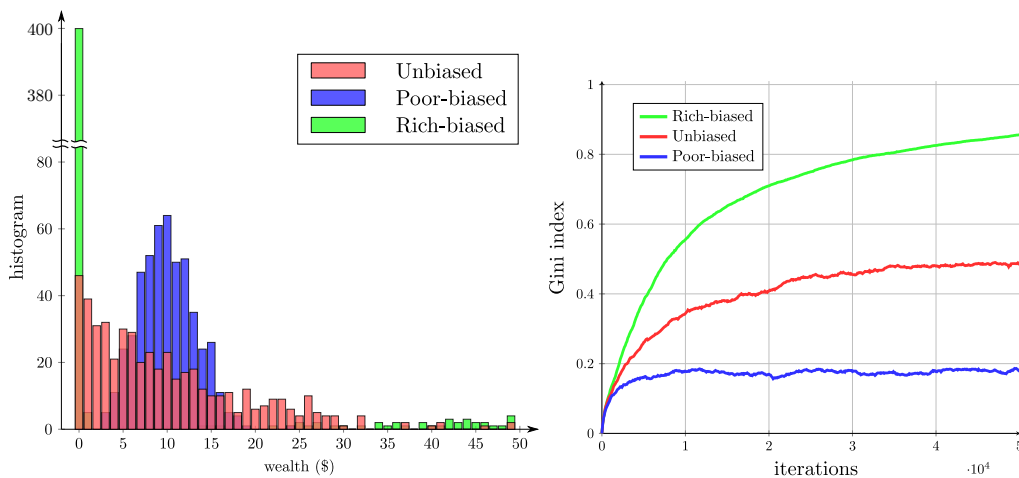 400
380
80
60
40
20
0
histogram
0 5 10 15 20 25 30 35 40 45 50
wealth ($)
Unbiased
Poor-biased
Rich-biased
1
0.8
0.6
0.4
0.2
0
Gini index
Rich-biased
Unbiased
Poor-biased
0 1 2 3 4 5
iterations
·10⁴